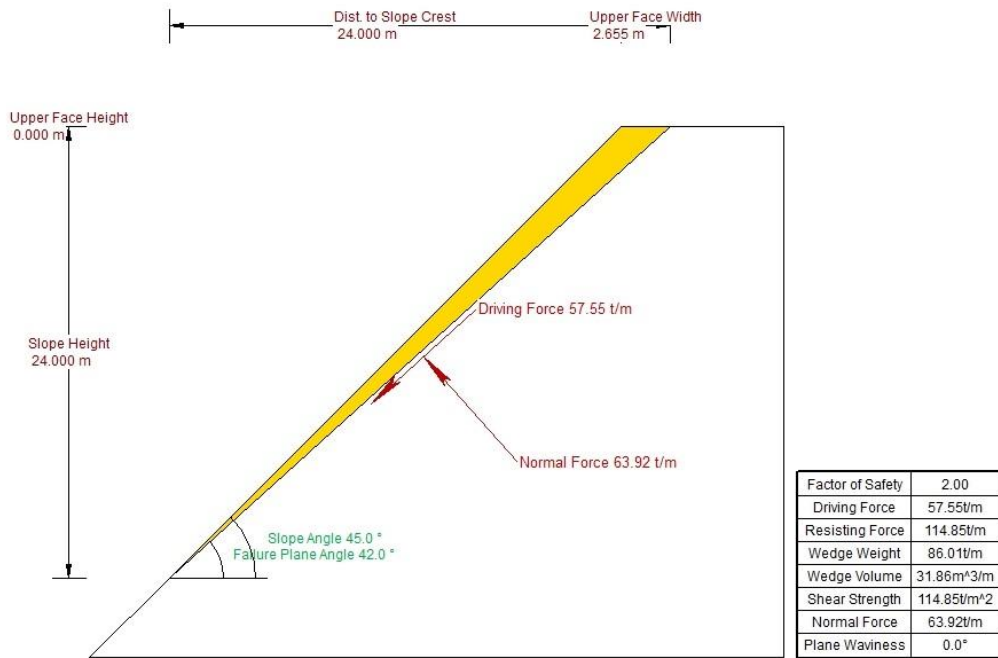 Dist. to Slope Crest
24.000 m
Upper Face Width
2.655 m
Upper Face Height
0.000 m
Driving Force 57.55 t/m
Slope Height
24.000 m
Normal Force 63.92 t/m
Slope Angle 45.0 °
Failure Plane Angle 42.0 °
Factor of Safety 2.00
Driving Force 57.55t/m
Resisting Force 114.85t/m
Wedge Weight 86.01t/m
Wedge Volume 31.86m^3/m
Shear Strength 114.85t/m^2
Normal Force 63.92t/m
Plane Waviness 0.0°